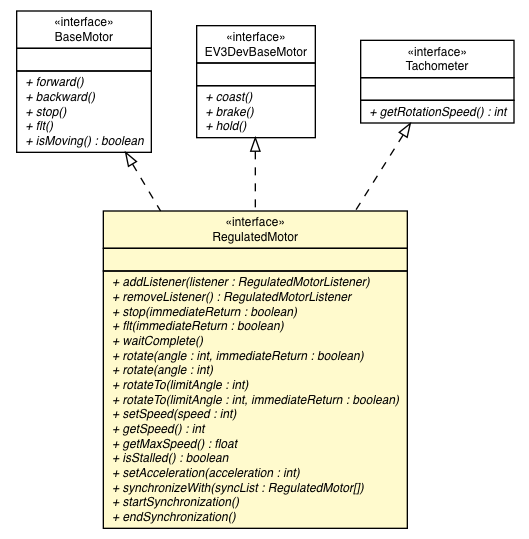 «interface»
BaseMotor
+ forward()
+ backward()
+ stop()
+ flt()
+ isMoving() : boolean
«interface»
EV3DevBaseMotor
+ coast()
+ brake()
+ hold()
«interface»
Tachometer
+ getRotationSpeed() : int
«interface»
RegulatedMotor
+ addListener(listener : RegulatedMotorListener)
+ removeListener() : RegulatedMotorListener
+ stop(immediateReturn : boolean)
+ flt(immediateReturn : boolean)
+ waitComplete()
+ rotate(angle : int, immediateReturn : boolean)
+ rotate(angle : int)
+ rotateTo(limitAngle : int)
+ rotateTo(limitAngle : int, immediateReturn : boolean)
+ setSpeed(speed : int)
+ getSpeed() : int
+ getMaxSpeed() : float
+ isStalled() : boolean
+ setAcceleration(acceleration : int)
+ synchronizeWith(syncList : RegulatedMotor[])
+ startSynchronization()
+ endSynchronization()